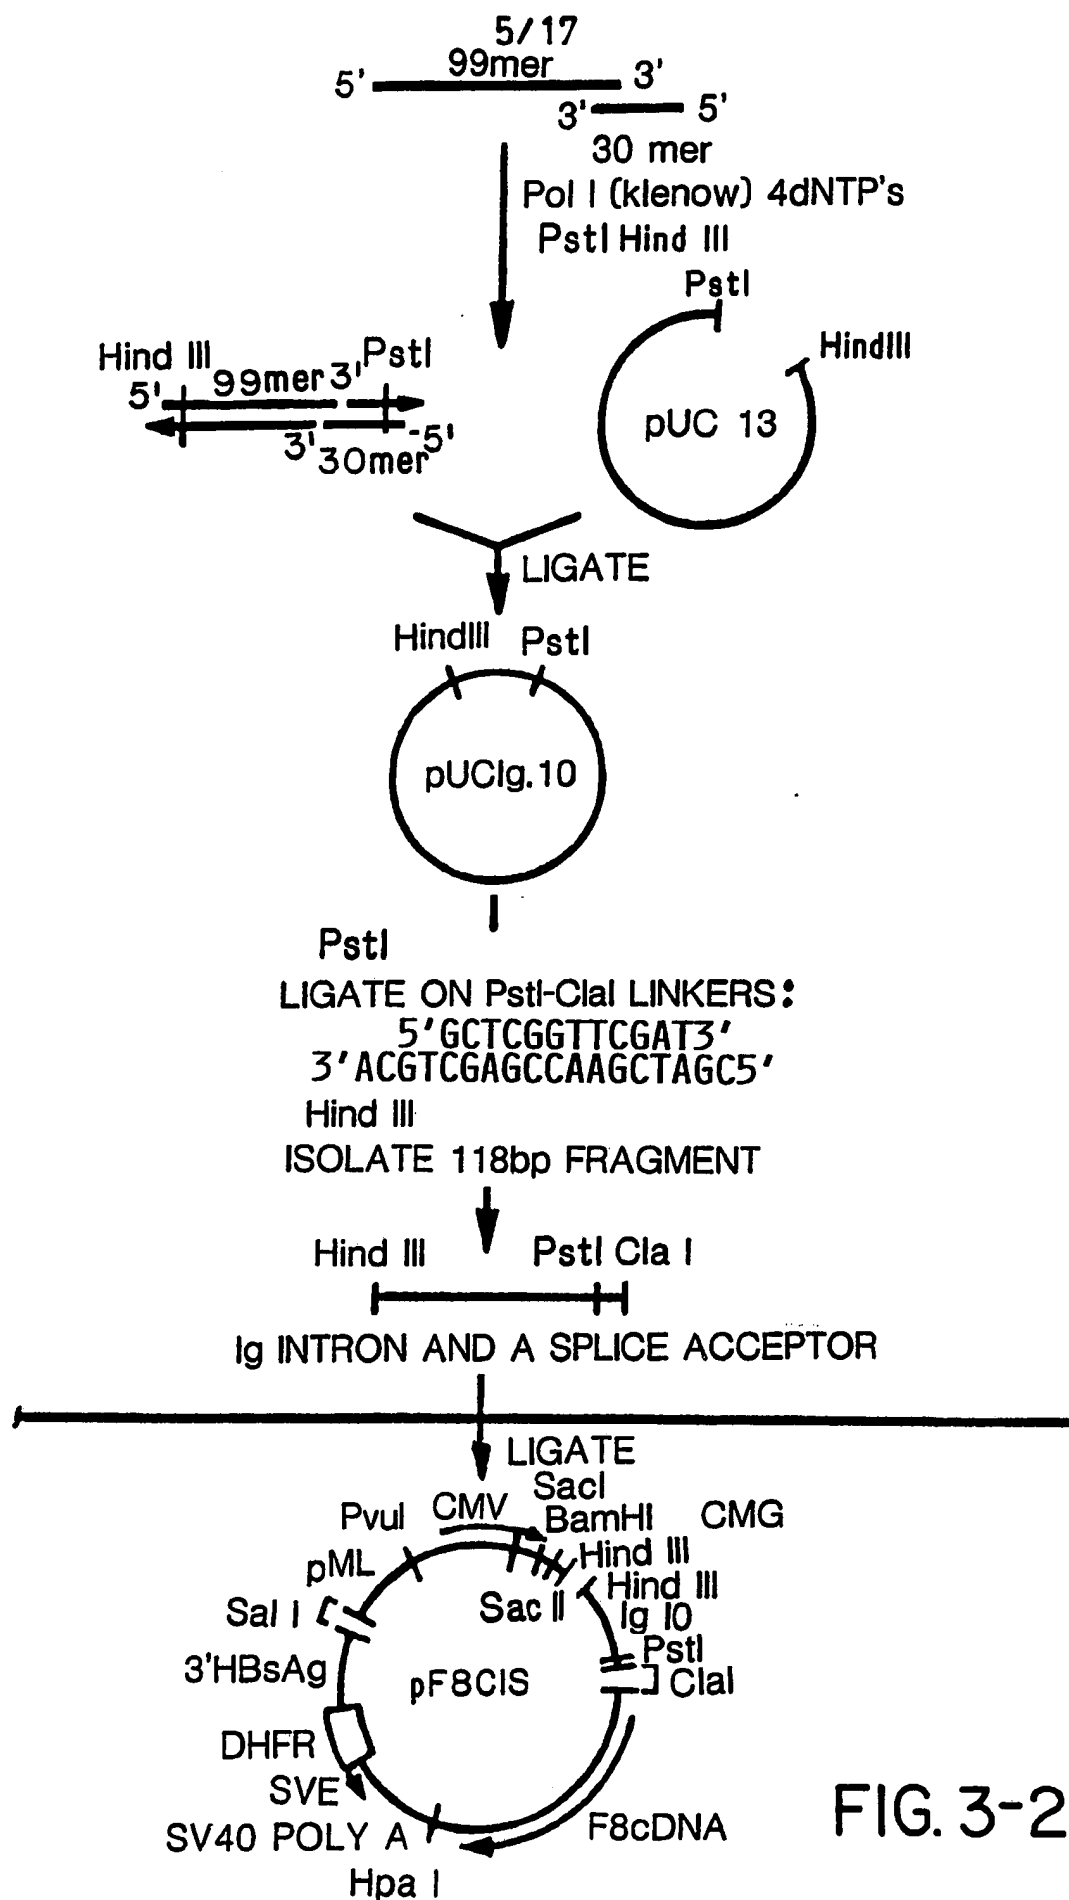 5/17
99mer
5' 3'
3' 5'
30 mer
Pol I (klenow) 4dNTP's
PstI Hind III
PstI
HindIII
pUC 13
Hind III PstI
5' 99mer 3'
3' 30mer -5'
LIGATE
HindIII PstI
pUCIg.10
PstI
LIGATE ON PstI-ClaI LINKERS:
5'GCTCGGTTCGAT3'
3'ACGTCGAGCCAAGCTAGC5'
Hind III
ISOLATE 118bp FRAGMENT
Hind III PstI Cla I
Ig INTRON AND A SPLICE ACCEPTOR
LIGATE
SacI
PvuI CMV BamHI CMG
Hind III
pML Hind III
Sac II Ig 10
Sal I
PstI
3'HBsAg pF8CIS ClaI
DHFR
SVE
SV40 POLY A F8cDNA
Hpa I
FIG. 3-2